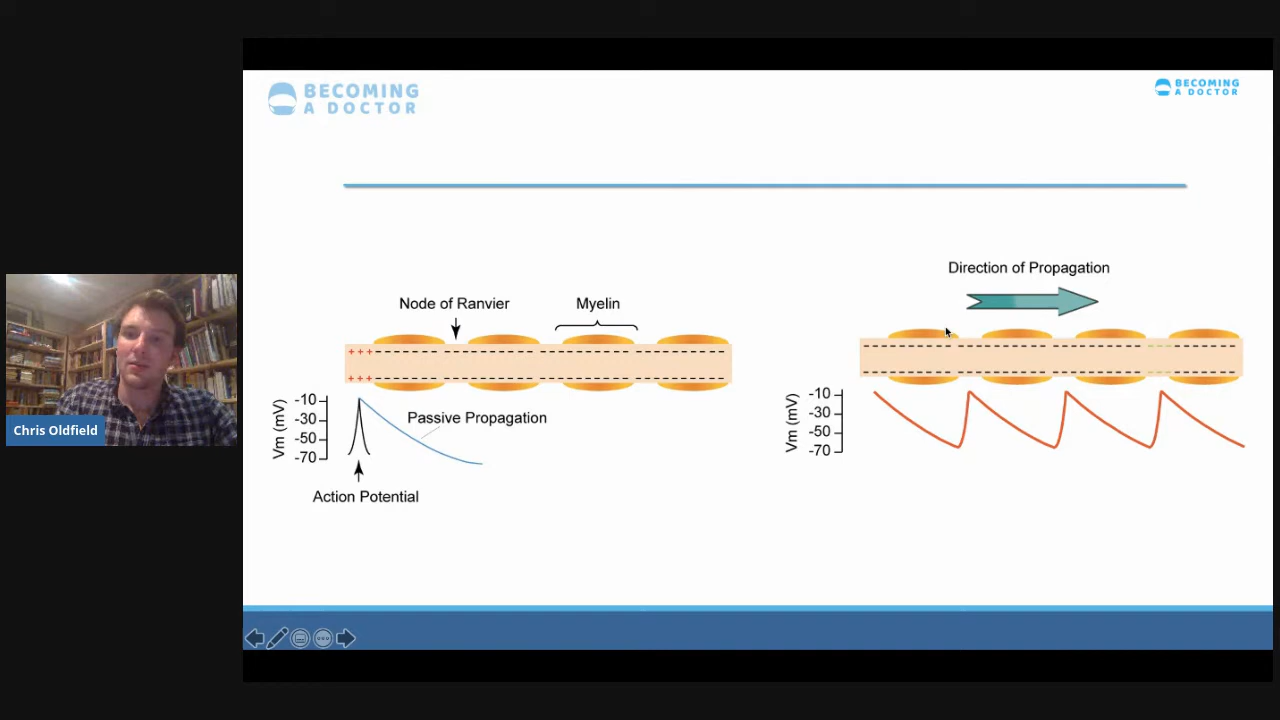 BECOMING
A DOCTOR
BECOMING
A DOCTOR
Direction of Propagation
Node of Ranvier
Myelin
+++
+++
Vm (mV)
-10
-30
-50
-70
Passive Propagation
Action Potential
Vm (mV)
-10
-30
-50
-70
Chris Oldfield